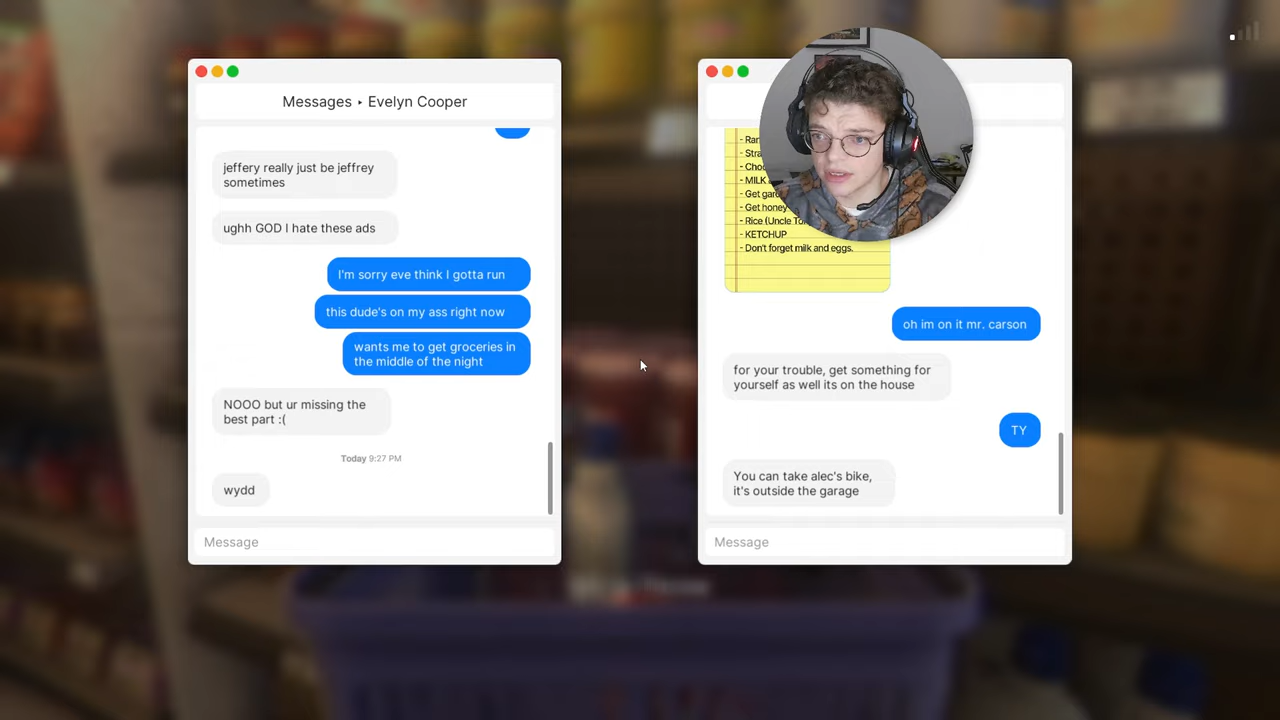 Messages ▸ Evelyn Cooper
jeffery really just be jeffrey
sometimes
ughh GOD I hate these ads
I'm sorry eve think I gotta run
this dude's on my ass right now
wants me to get groceries in
the middle of the night
NOOO but ur missing the
best part :(
Today 9:27 PM
wydd
Message
- MILK
- Get
- Get honey
- Rice (Uncle
- KETCHUP
- Don't forget milk and eggs.
oh im on it mr. carson
for your trouble, get something for
yourself as well its on the house
TY
You can take alec's bike,
it's outside the garage
Message